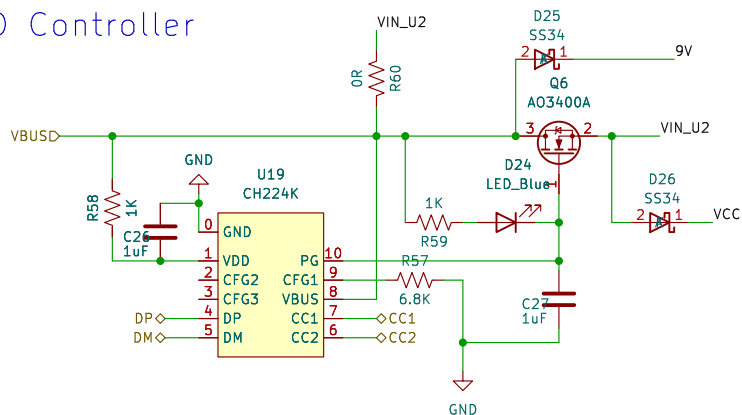 O Controller
VIN_U2
D25
SS34
2
1
9V
0R
R60
Q6
AO3400A
VBUS
3
2
VIN_U2
1
GND
U19
CH224K
D24
LED_Blue
D26
SS34
2
1
VCC
R58
1K
C26
1uF
1K
R59
0
GND
1
VDD
PG
10
R57
2
CFG2
CFG1
9
6.8K
3
CFG3
VBUS
8
C27
1uF
DP
4
DP
CC1
7
CC1
DM
5
DM
CC2
6
CC2
GND